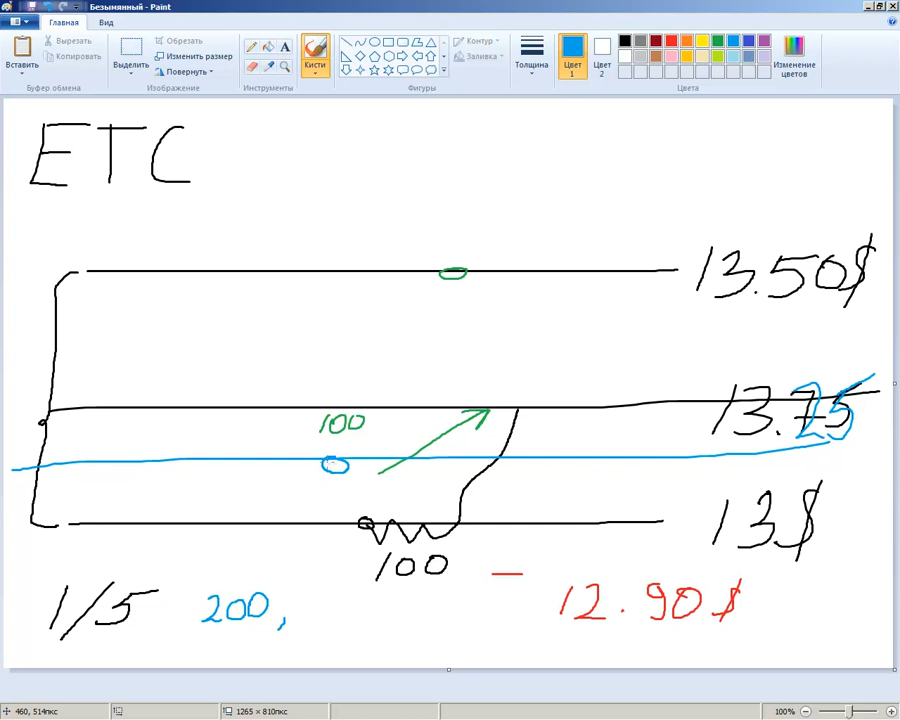 Безымянный - Paint
Главная Вид
Вставить
Вырезать
Копировать
Буфер обмена
Выделить
Обрезать
Изменить размер
Повернуть
Изображение
A
Инструменты
Кисти
Контур
Заливка
Фигуры
Толщина
Цвет 1
Цвет 2
Изменение цветов
Цвета
ETC
13.50$
100
13.75
25
13$
100
1/5
200,
12.90$
460, 514пкс
1265 × 810пкс
100%